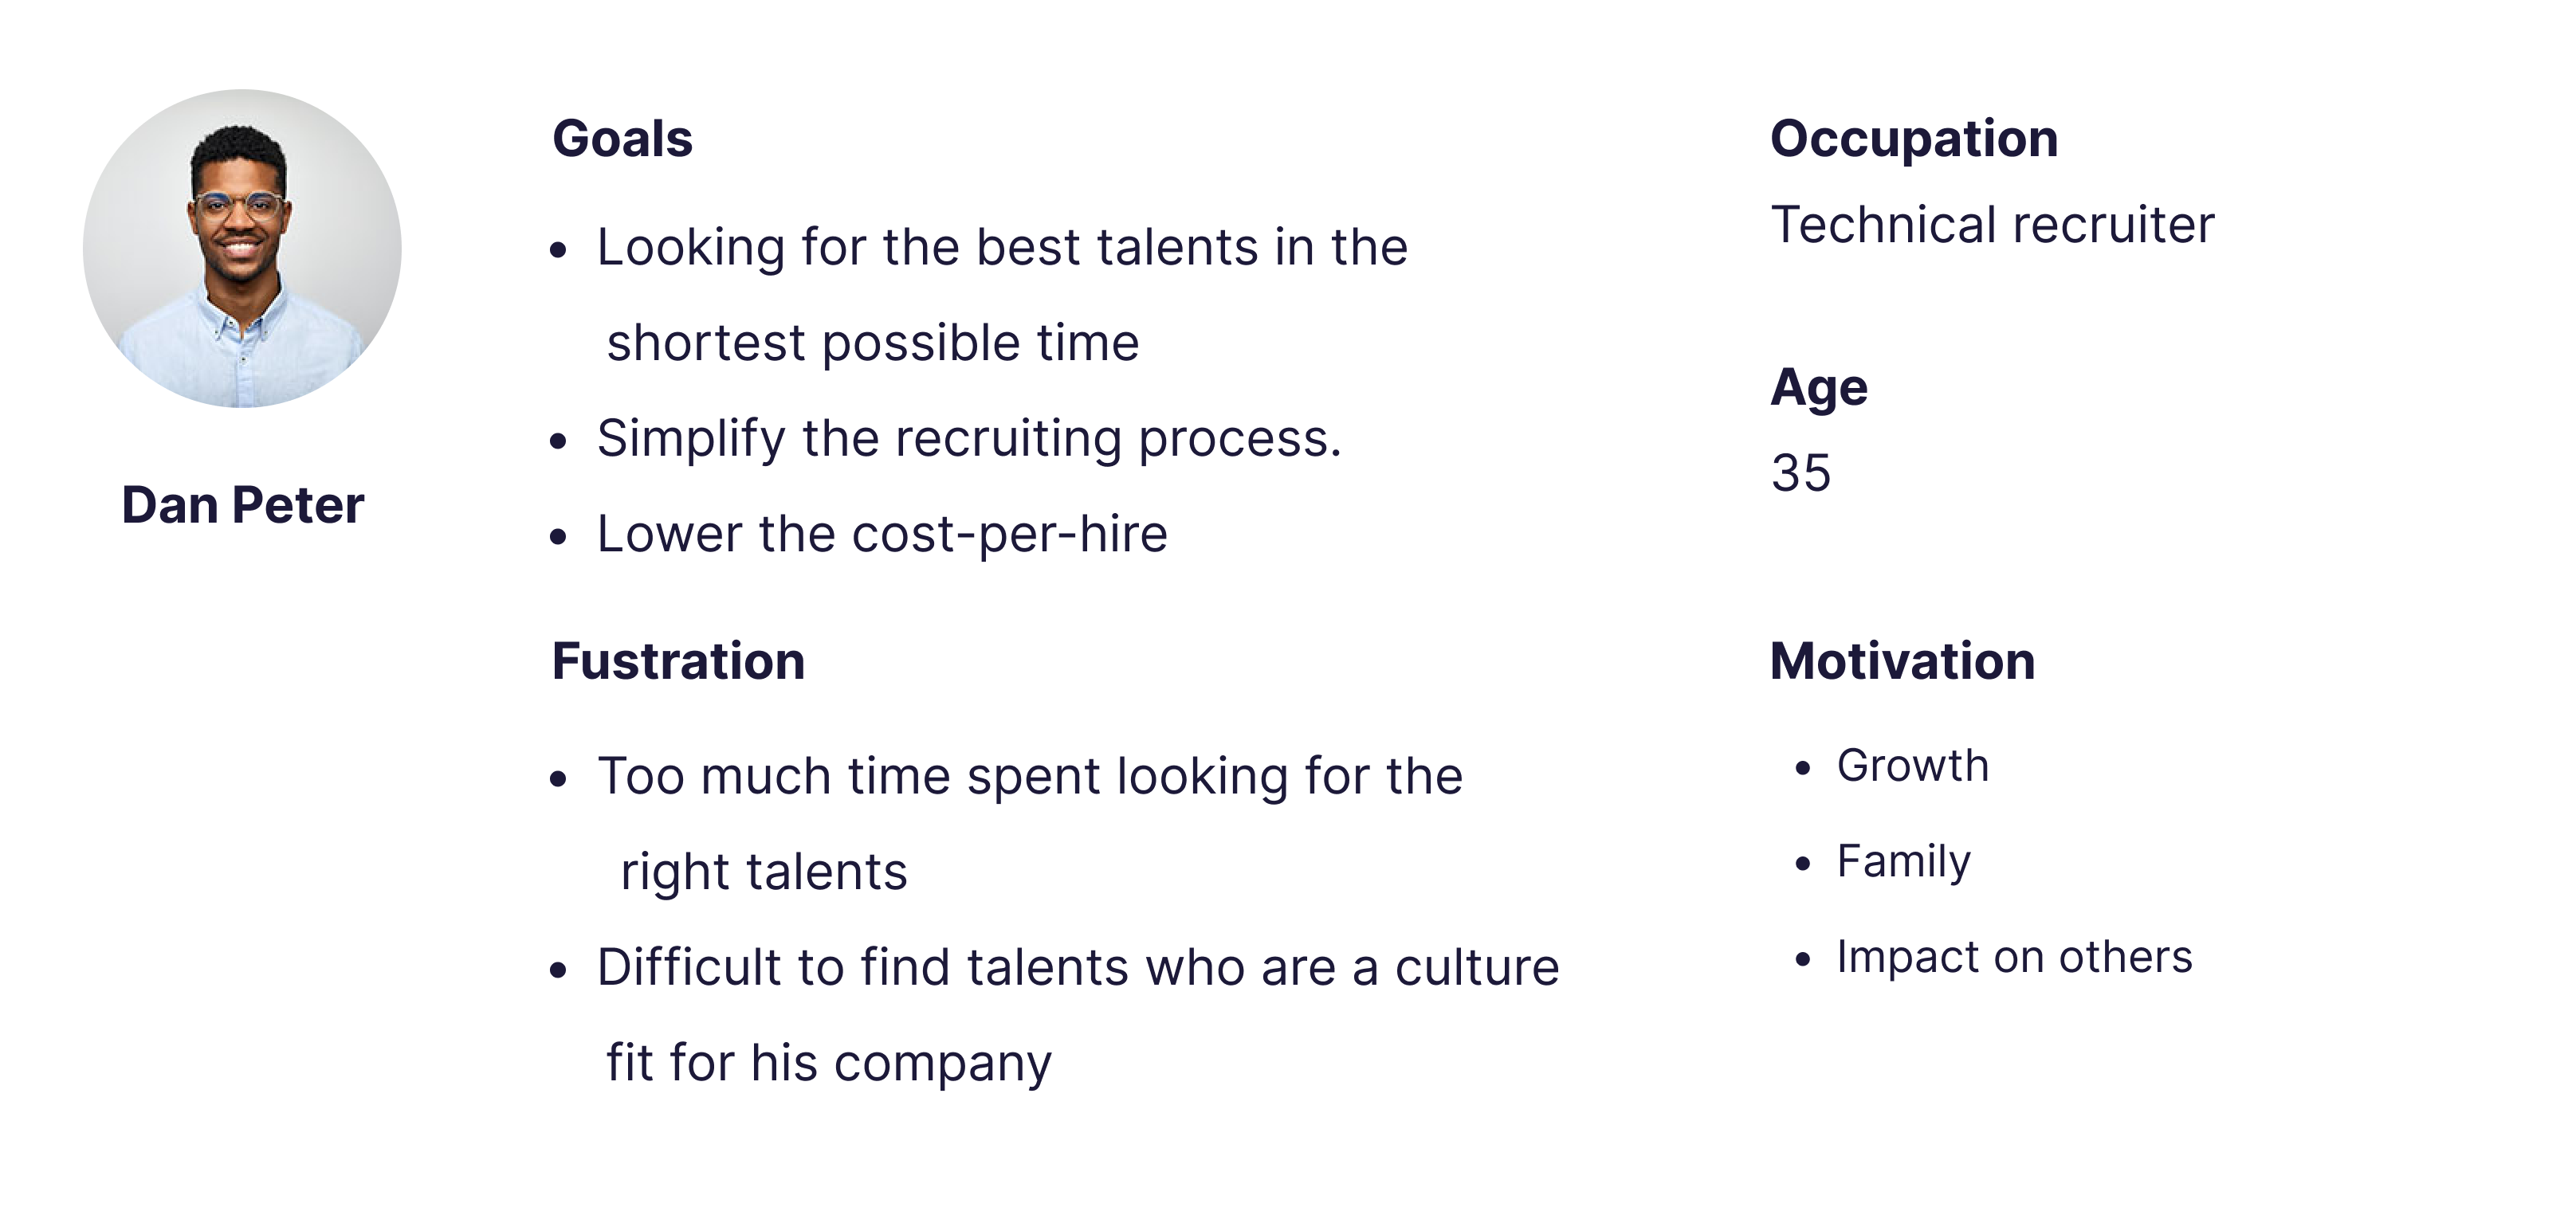 Dan Peter
Goals
• Looking for the best talents in the
shortest possible time
• Simplify the recruiting process.
• Lower the cost-per-hire
Fustration
• Too much time spent looking for the
right talents
• Difficult to find talents who are a culture
fit for his company
Occupation
Technical recruiter
Age
35
Motivation
• Growth
• Family
• Impact on others